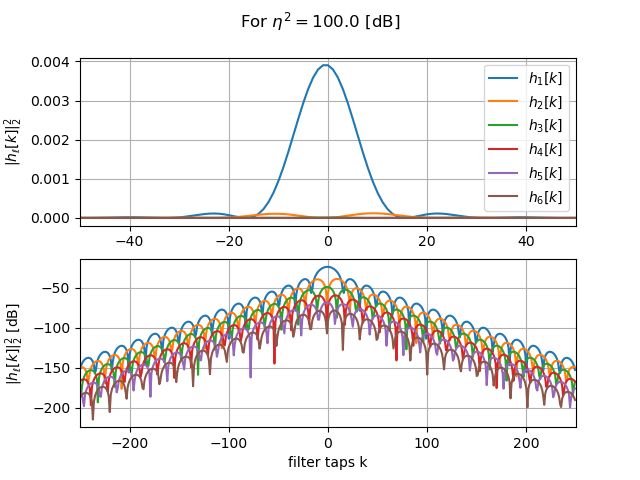 For η² = 100.0 [dB]
|h_ℓ[k]|²₂
0.004
0.003
0.002
0.001
0.000
h₁[k]
h₂[k]
h₃[k]
h₄[k]
h₅[k]
h₆[k]
−40 −20 0 20 40
|h_ℓ[k]|²₂ [dB]
−50
−100
−150
−200
−200 −100 0 100 200
filter taps k